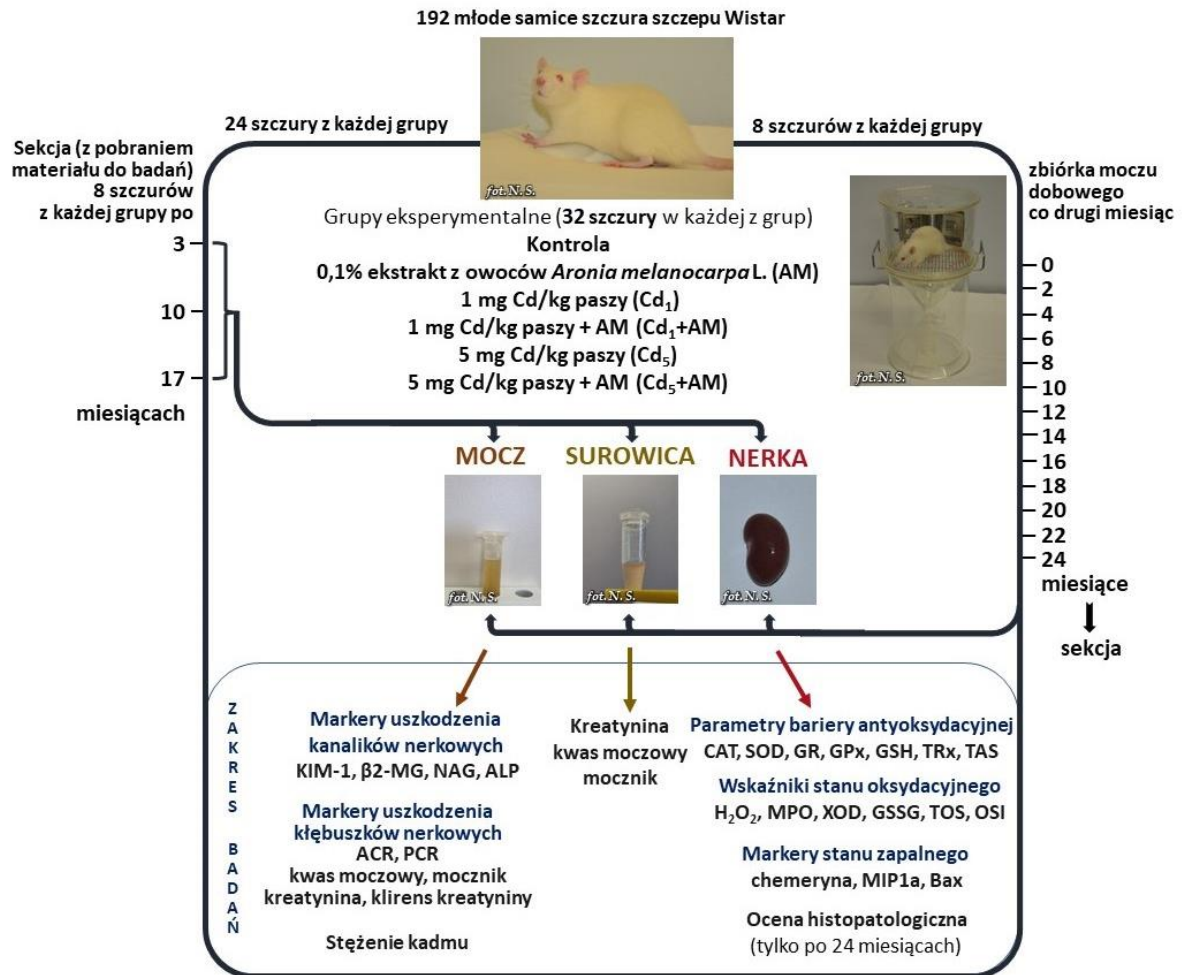 192 młode samice szczura szczepu Wistar
24 szczury z każdej grupy
8 szczurów z każdej grupy
Sekcja (z pobraniem
materiału do badań)
8 szczurów
z każdej grupy po
3
10
17
miesiącach
fot. N. S.
Grupy eksperymentalne (32 szczury w każdej z grup)
Kontrola
0,1% ekstrakt z owoców Aronia melanocarpa L. (AM)
1 mg Cd/kg paszy (Cd₁)
1 mg Cd/kg paszy + AM (Cd₁+AM)
5 mg Cd/kg paszy (Cd₅)
5 mg Cd/kg paszy + AM (Cd₅+AM)
zbiórka moczu
dobowego
co drugi miesiąc
fot. N. S.
0
2
4
6
8
10
12
14
16
18
20
22
24
miesiące
sekcja
MOCZ
SUROWICA
NERKA
fot. N. S.
fot. N. S.
fot. N. S.
ZAKRES BADAŃ
Markery uszkodzenia
kanalików nerkowych
KIM-1, β2-MG, NAG, ALP
Markery uszkodzenia
kłębuszków nerkowych
ACR, PCR
kwas moczowy, mocznik
kreatynina, klirens kreatyniny
Stężenie kadmu
Kreatynina
kwas moczowy
mocznik
Parametry bariery antyoksydacyjnej
CAT, SOD, GR, GPx, GSH, TRx, TAS
Wskaźniki stanu oksydacyjnego
H₂O₂, MPO, XOD, GSSG, TOS, OSI
Markery stanu zapalnego
chemeryna, MIP1a, Bax
Ocena histopatologiczna
(tylko po 24 miesiącach)